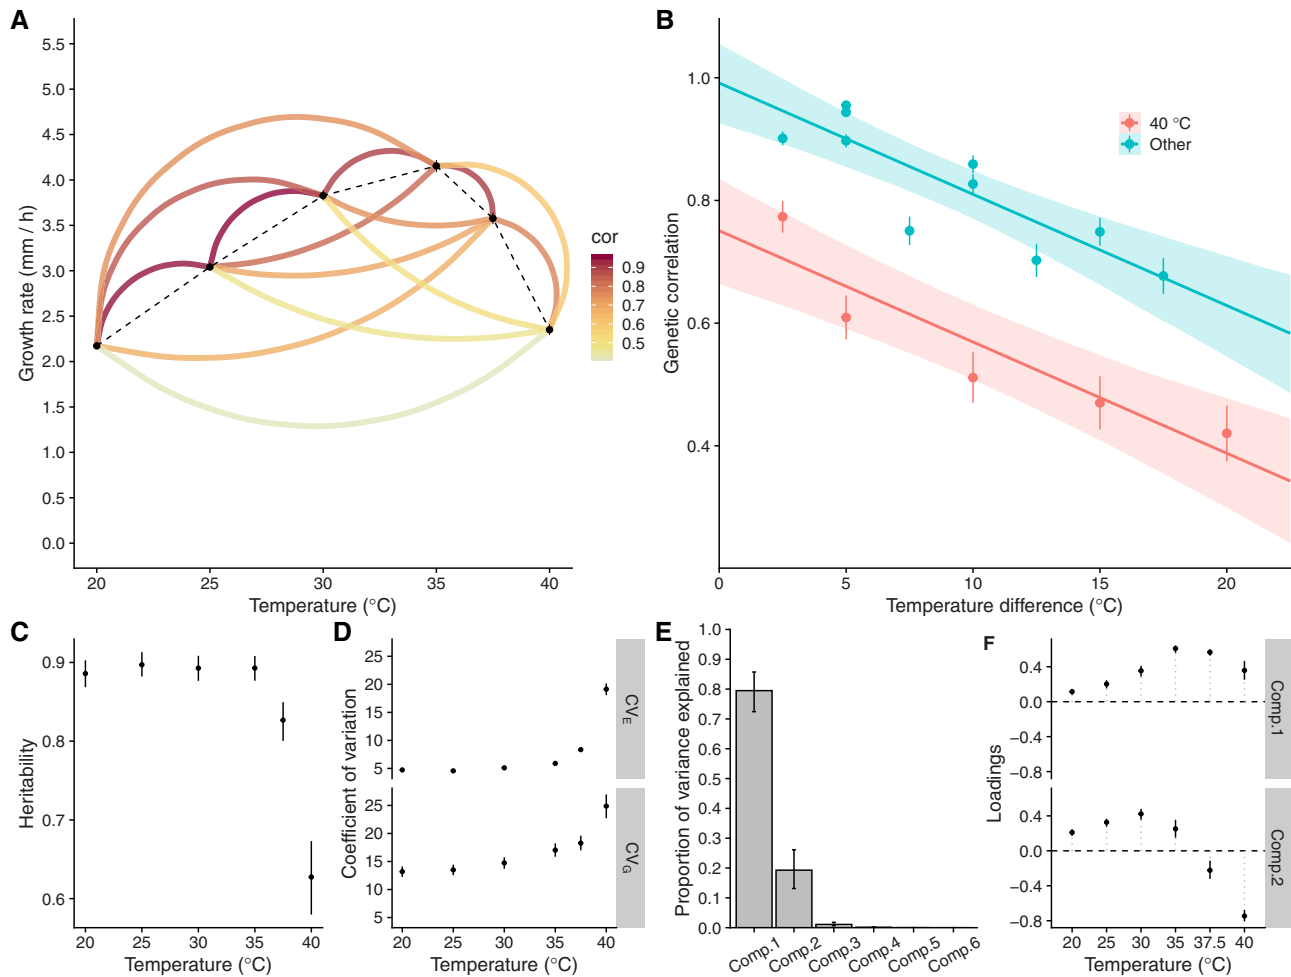 A
5.5
5.0
4.5
4.0
3.5
3.0
2.5
2.0
1.5
1.0
0.5
0.0
Growth rate (mm / h)
20
25
30
35
40
Temperature (°C)
cor
0.9
0.8
0.7
0.6
0.5
B
1.0
0.8
0.6
0.4
Genetic correlation
40 °C
Other
0
5
10
15
20
Temperature difference (°C)
C
0.9
0.8
0.7
0.6
Heritability
20
25
30
35
40
Temperature (°C)
D
25
20
15
10
5
CV_E
25
20
15
10
5
CV_G
Coefficient of variation
20
25
30
35
40
Temperature (°C)
E
1.0
0.9
0.8
0.7
0.6
0.5
0.4
0.3
0.2
0.1
0.0
Proportion of variance explained
Comp.1
Comp.2
Comp.3
Comp.4
Comp.5
Comp.6
F
0.4
0.0
−0.4
−0.8
Comp.1
0.4
0.0
−0.4
−0.8
Comp.2
Loadings
20
25
30
35
37.5
40
Temperature (°C)